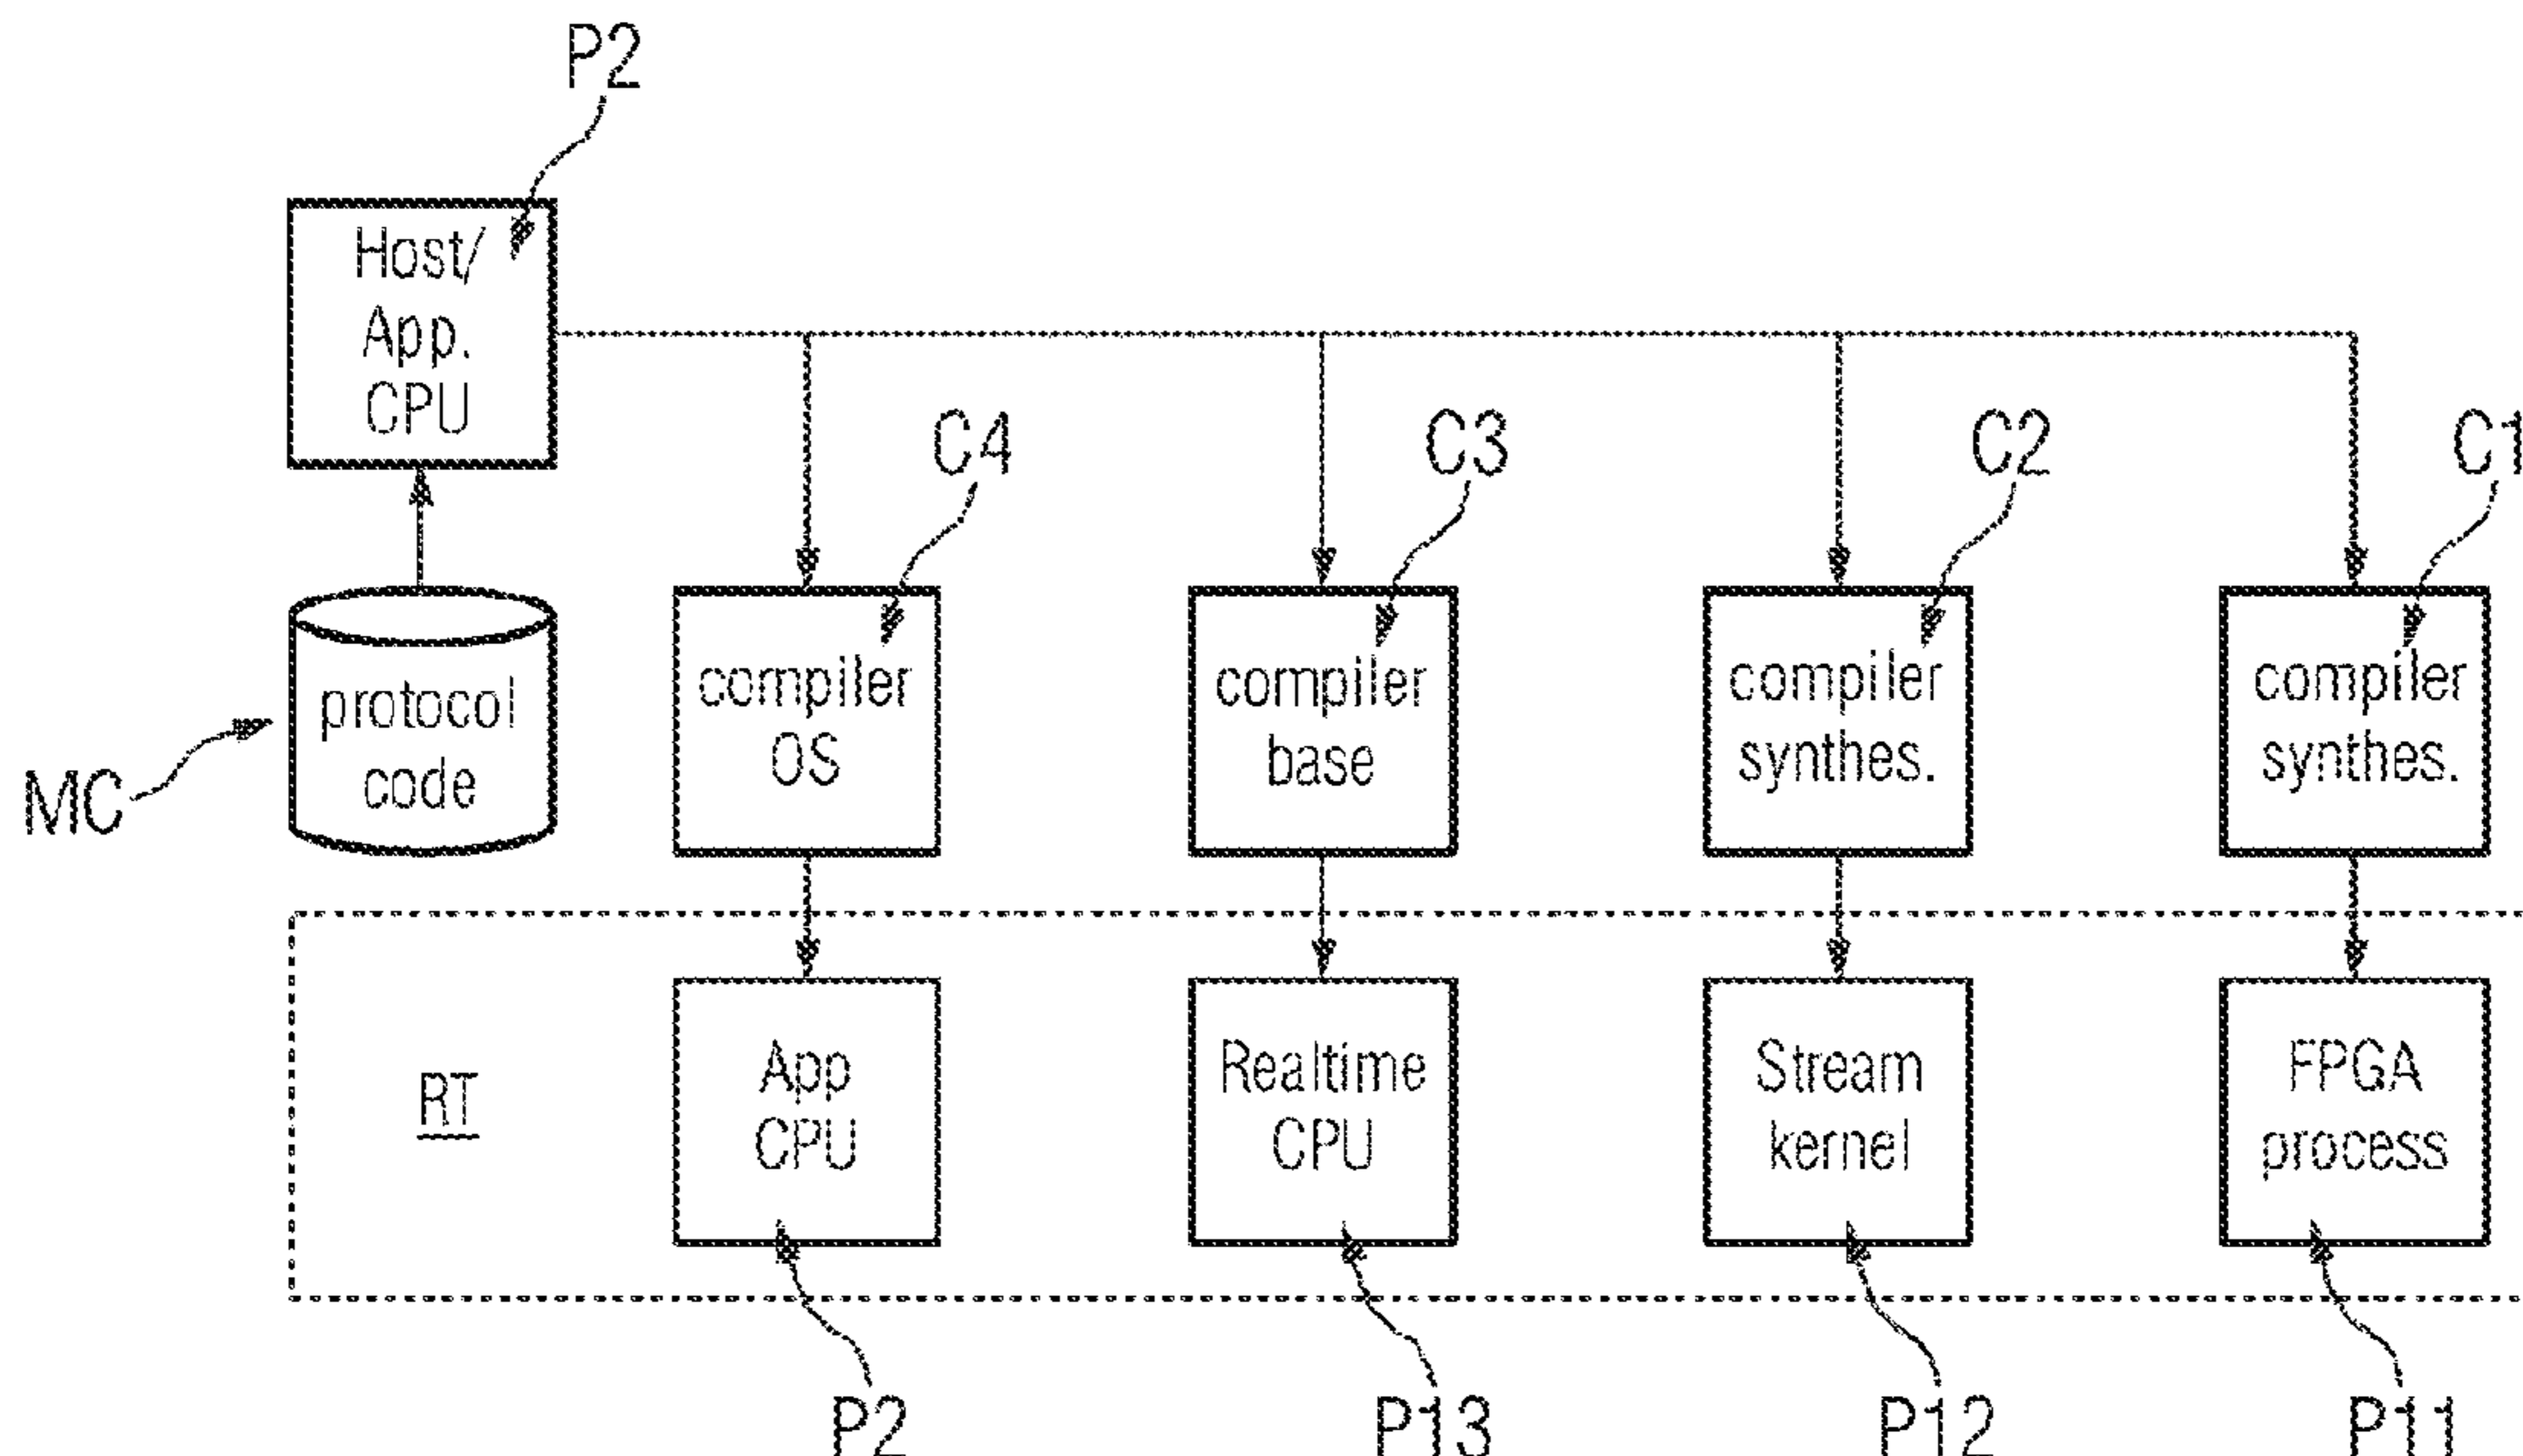 P2
Host/
App.
CPU
C4
C3
C2
C1
protocol
code
MC
compiler
OS
compiler
base
compiler
synthes.
compiler
synthes.
RT
App
CPU
Realtime
CPU
Stream
kernel
FPGA
process
P2
P13
P12
P11